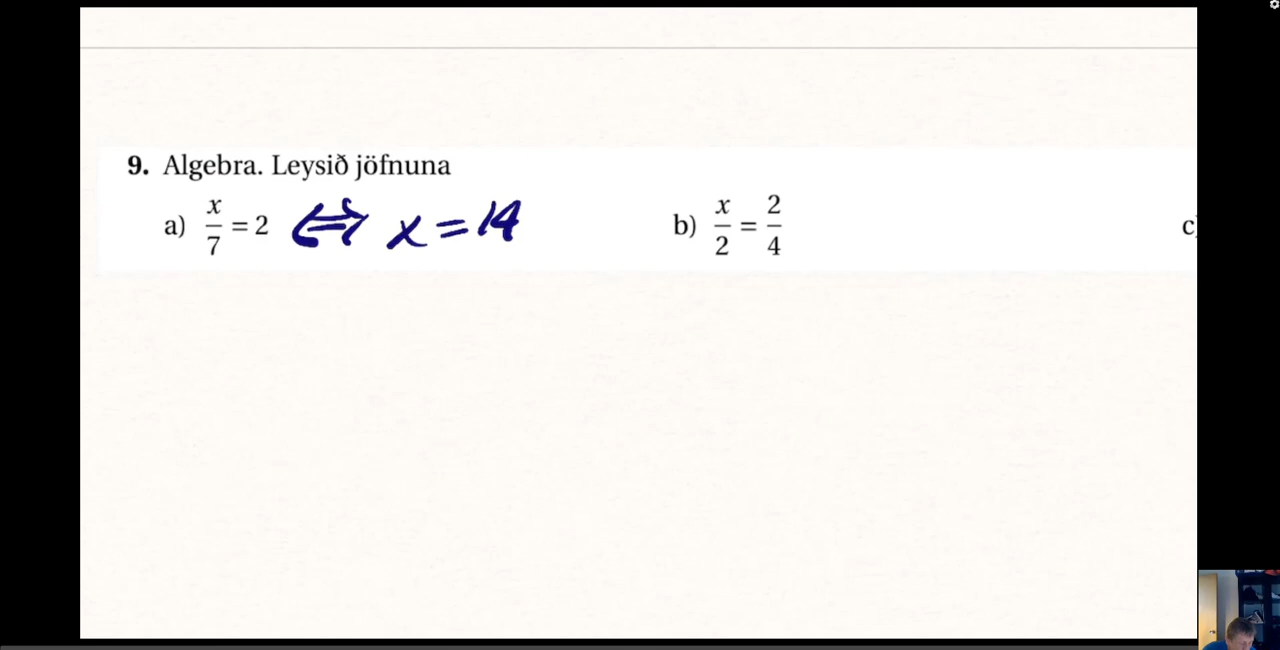 9. Algebra. Leysið jöfnuna
a) x/7 = 2 ⇔ x = 14 b) x/2 = 2/4 c)